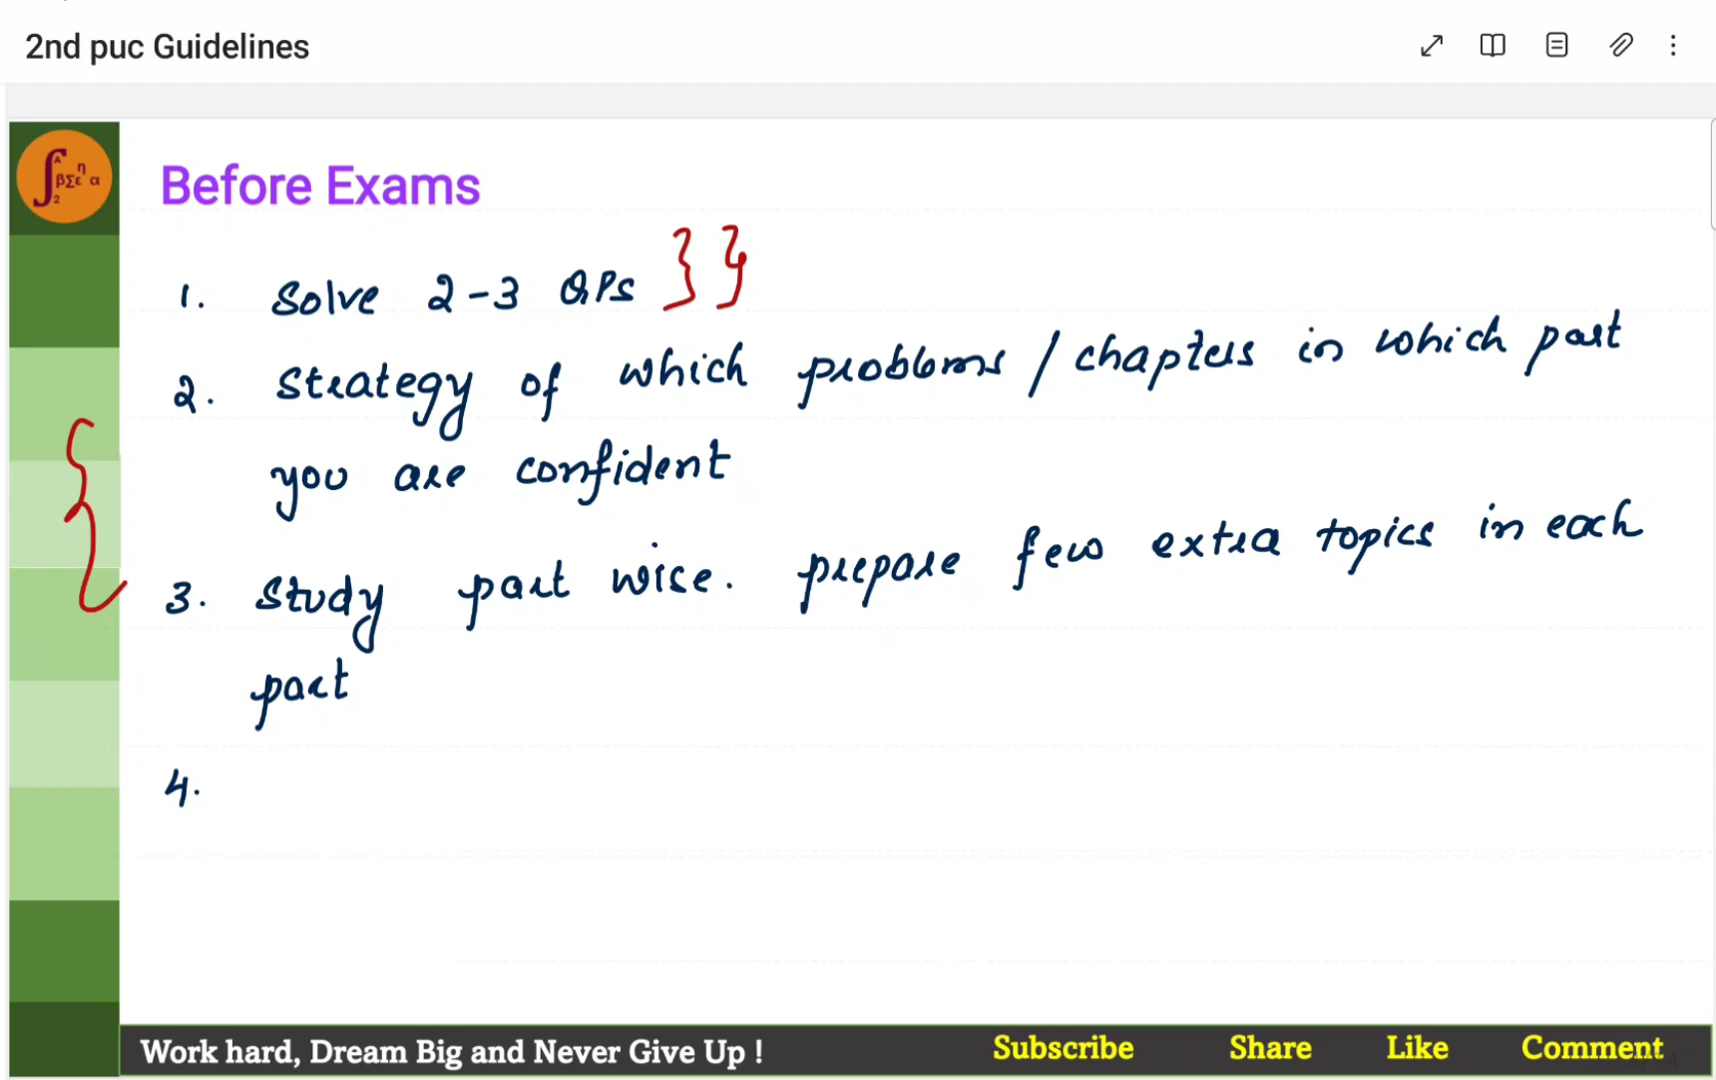 2nd puc Guidelines
Before Exams
1. Solve 2-3 QPs
2. Strategy of which problems / chapters in which part
you are confident
3. Study part wise. prepare few extra topics in each
part
4.
Work hard, Dream Big and Never Give Up ! Subscribe Share Like Comment